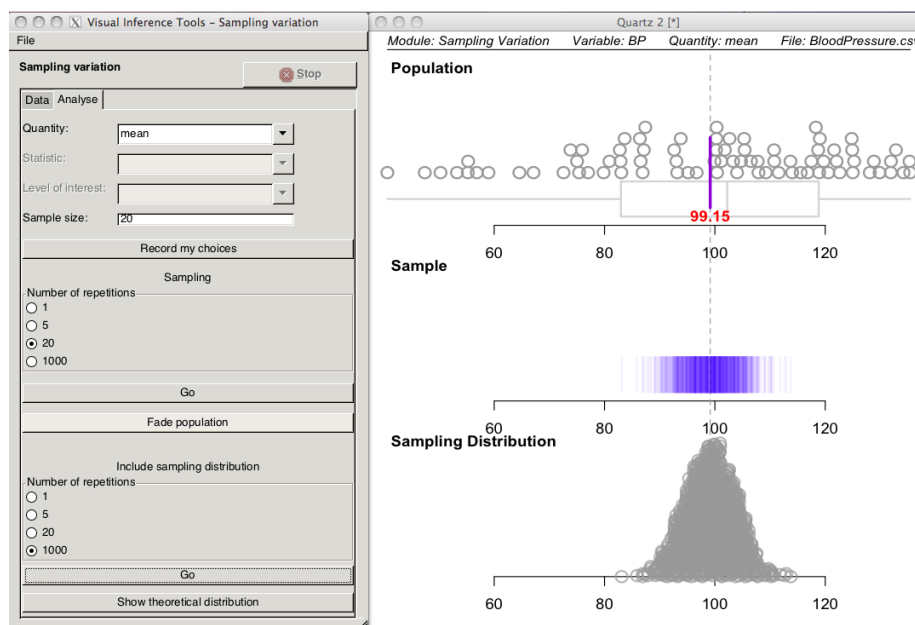 Visual Inference Tools – Sampling variation
File
Sampling variation
Stop
Data Analyse
Quantity: mean
Statistic:
Level of interest:
Sample size: 20
Record my choices
Sampling
Number of repetitions
1
5
20
1000
Go
Fade population
Include sampling distribution
Number of repetitions
1
5
20
1000
Go
Show theoretical distribution
Quartz 2 [*]
Module: Sampling Variation Variable: BP Quantity: mean File: BloodPressure.csv
Population
99.15
60 80 100 120
Sample
60 80 100 120
Sampling Distribution
60 80 100 120